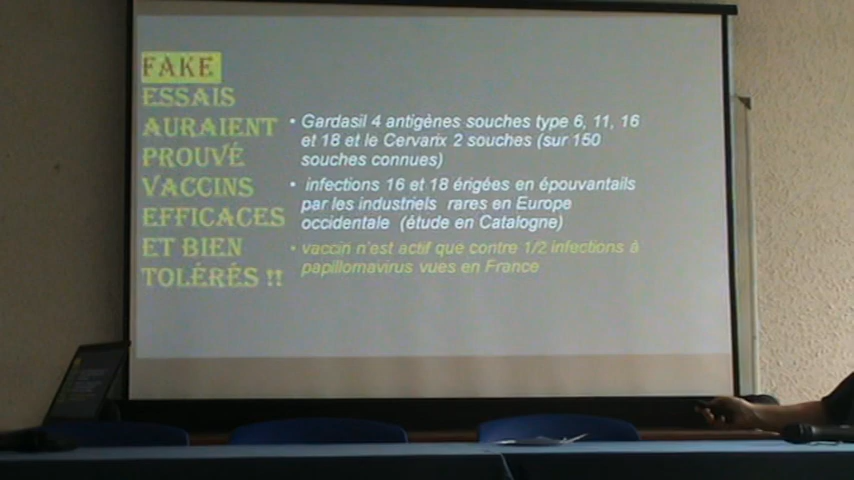 FAKE
ESSAIS
AURAIENT
PROUVÉ
VACCINS
EFFICACES
ET BIEN
TOLÉRÉS !!
• Gardasil 4 antigènes souches type 6, 11, 16
et 18 et le Cervarix 2 souches (sur 150
souches connues)
• infections 16 et 18 érigées en épouvantails
par les industriels rares en Europe
occidentale (étude en Catalogne)
• vaccin n'est actif que contre 1/2 infections à
papillomavirus vues en France